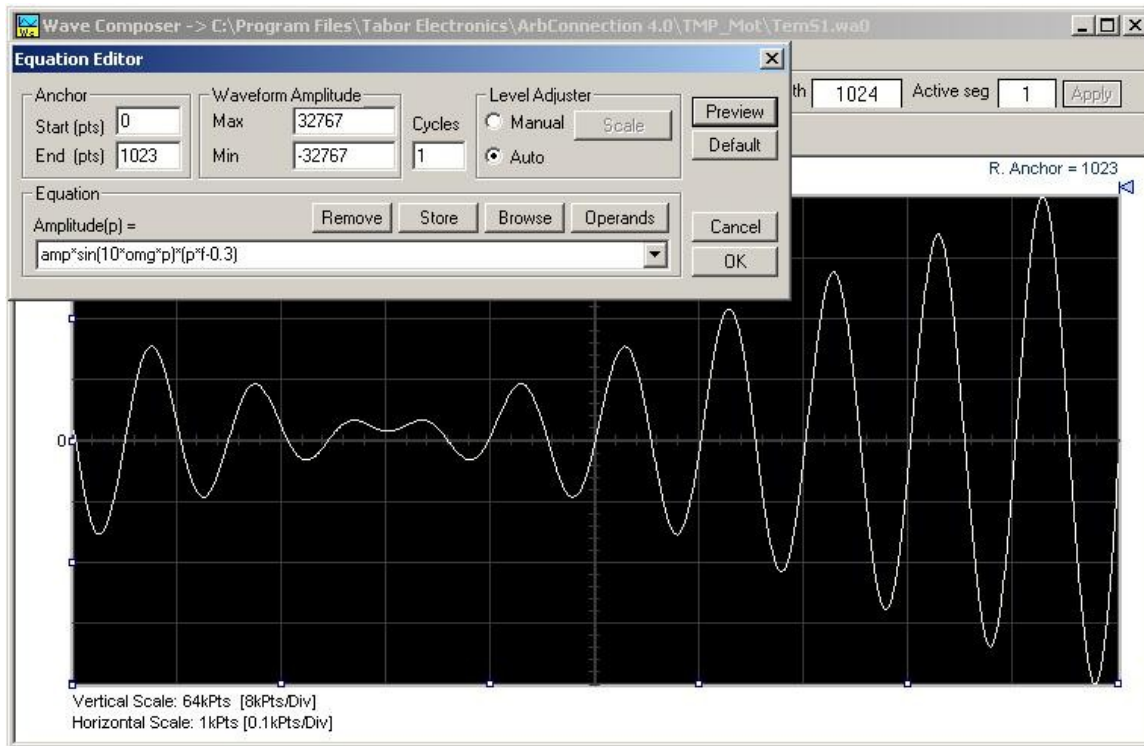 Wave Composer -> C:\Program Files\Tabor Electronics\ArbConnection 4.0\TMP_Mot\TemS1.wa0
Equation Editor
Anchor
Start (pts) 0
End (pts) 1023
Waveform Amplitude
Max 32767
Min -32767
Cycles
1
Level Adjuster
Manual Scale
Auto
Preview
Default
th 1024 Active seg 1 Apply
R. Anchor = 1023
Equation
Amplitude(p) =
Remove Store Browse Operands
amp*sin(10*omg*p)*(p*f-0.3)
Cancel
OK
0
Vertical Scale: 64kPts [8kPts/Div]
Horizontal Scale: 1kPts [0.1kPts/Div]